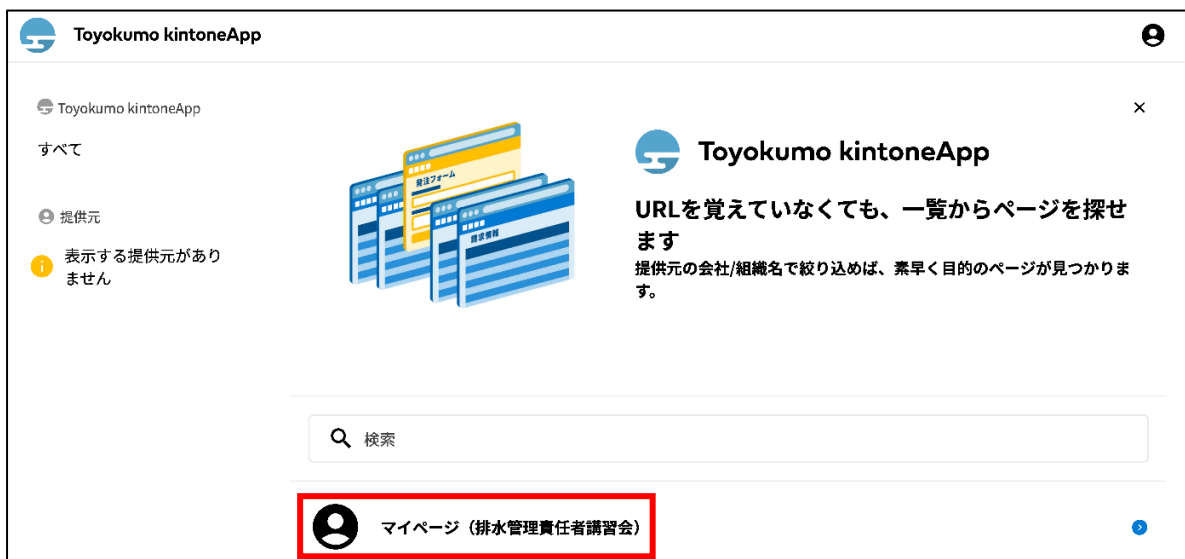 Toyokumo kintoneApp
Toyokumo kintoneApp
すべて
提供元
表示する提供元があり
ません
発注フォーム
請求情報
Toyokumo kintoneApp
URLを覚えていなくても、一覧からページを探せ
ます
提供元の会社/組織名で絞り込めば、素早く目的のページが見つかりま
す。
検索
マイページ（排水管理責任者講習会）